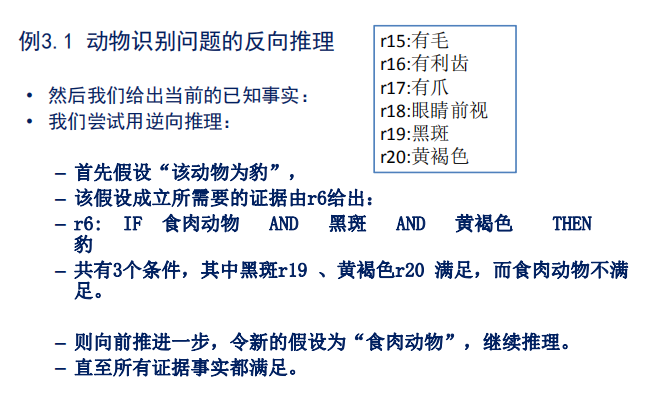 例3.1 动物识别问题的反向推理
r15:有毛
r16:有利齿
r17:有爪
r18:眼睛前视
r19:黑斑
r20:黄褐色
• 然后我们给出当前的已知事实：
• 我们尝试用逆向推理：
– 首先假设“该动物为豹”，
– 该假设成立所需要的证据由r6给出：
– r6: IF 食肉动物 AND 黑斑 AND 黄褐色 THEN
豹
– 共有3个条件，其中黑斑r19 、黄褐色r20 满足，而食肉动物不满
足。
– 则向前推进一步，令新的假设为“食肉动物”，继续推理。
– 直至所有证据事实都满足。